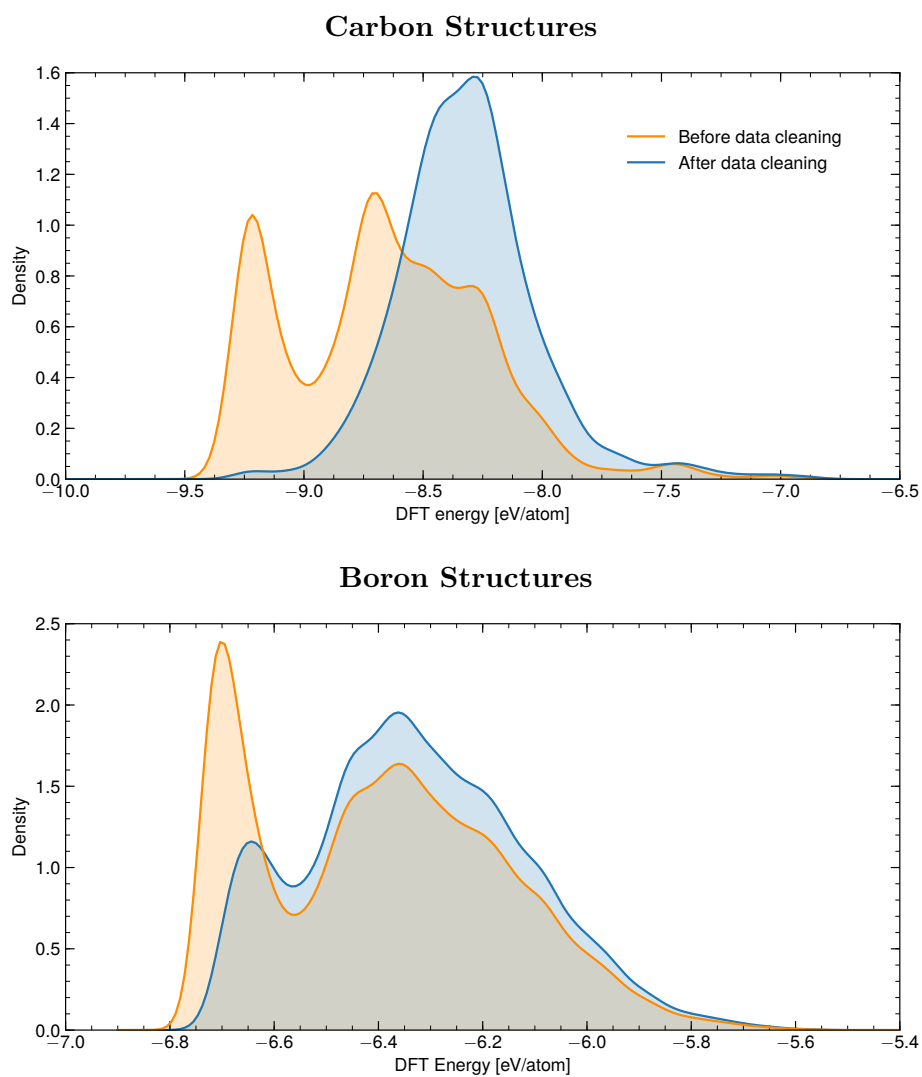 Carbon Structures
1.6
1.4
1.2
1.0
0.8
0.6
0.4
0.2
0.0
Density
Before data cleaning
After data cleaning
−10.0 −9.5 −9.0 −8.5 −8.0 −7.5 −7.0 −6.5
DFT energy [eV/atom]
Boron Structures
2.5
2.0
1.5
1.0
0.5
0.0
Density
−7.0 −6.8 −6.6 −6.4 −6.2 −6.0 −5.8 −5.6 −5.4
DFT Energy [eV/atom]